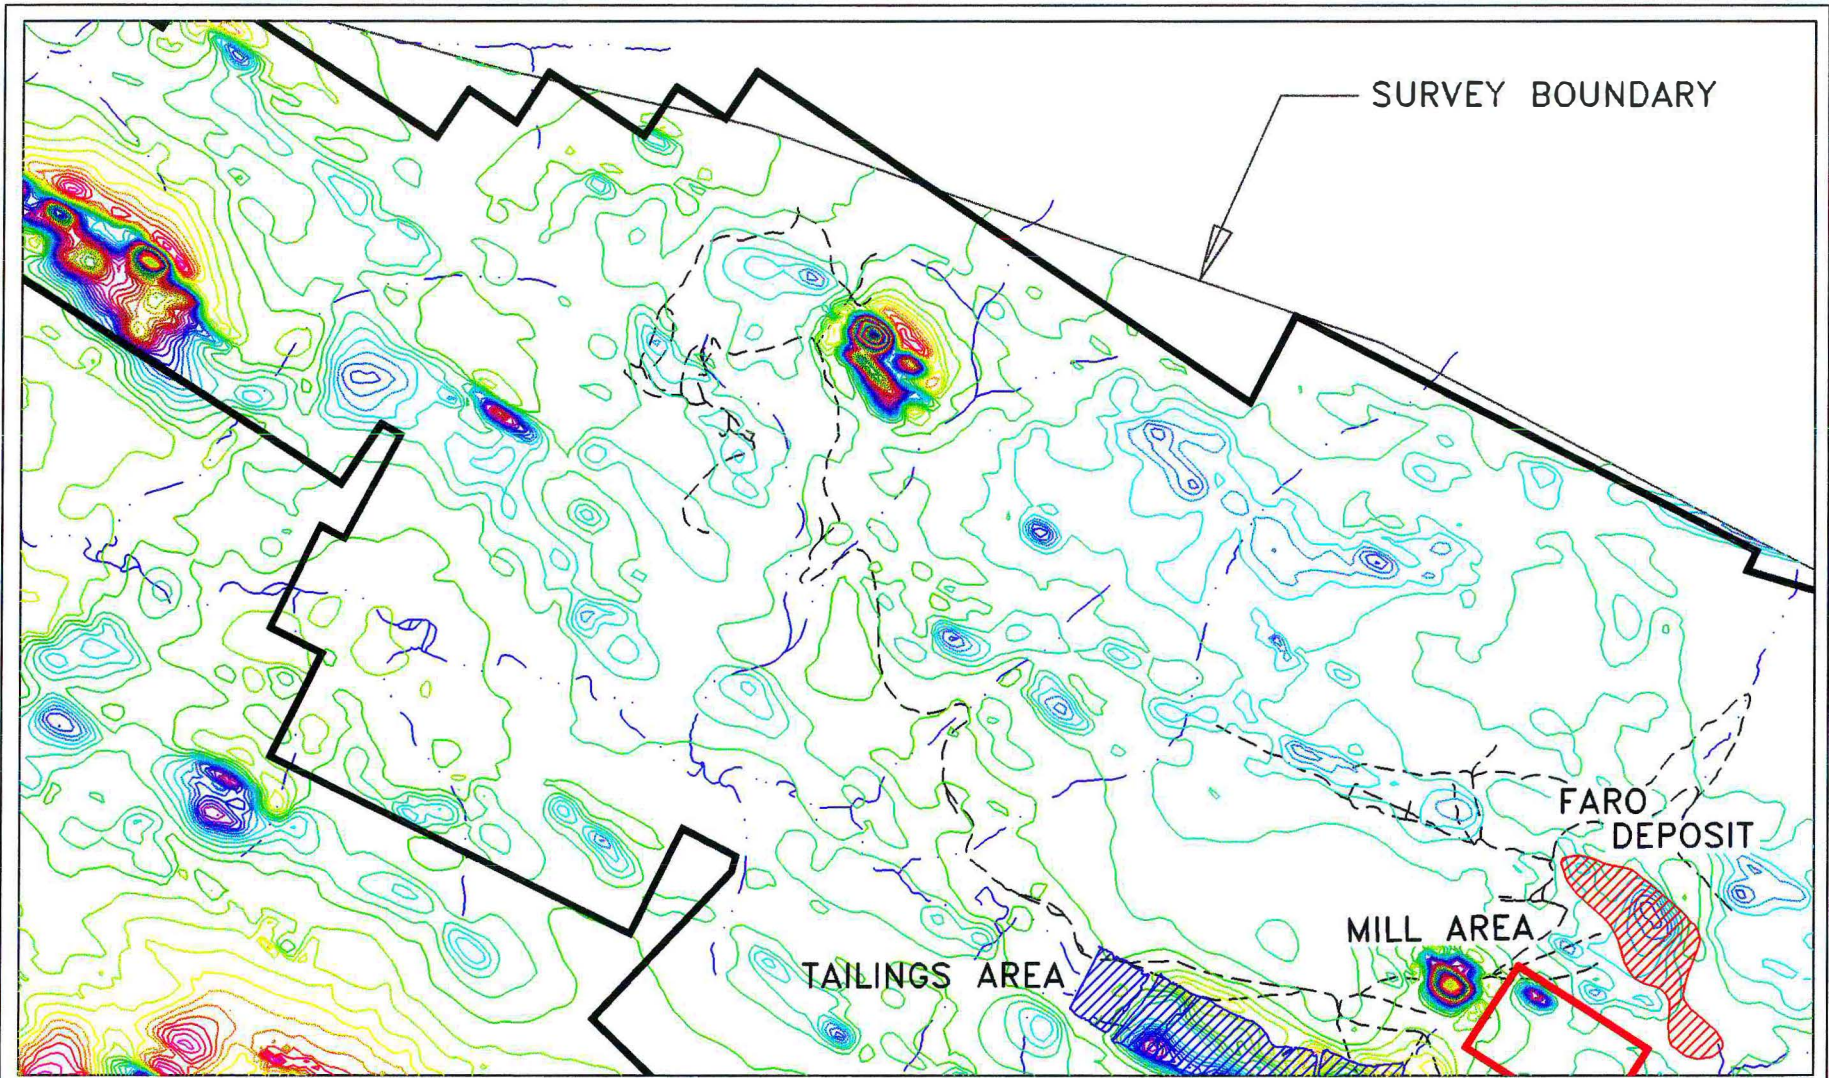 SURVEY BOUNDARY
FARO
DEPOSIT
MILL AREA
TAILINGS AREA